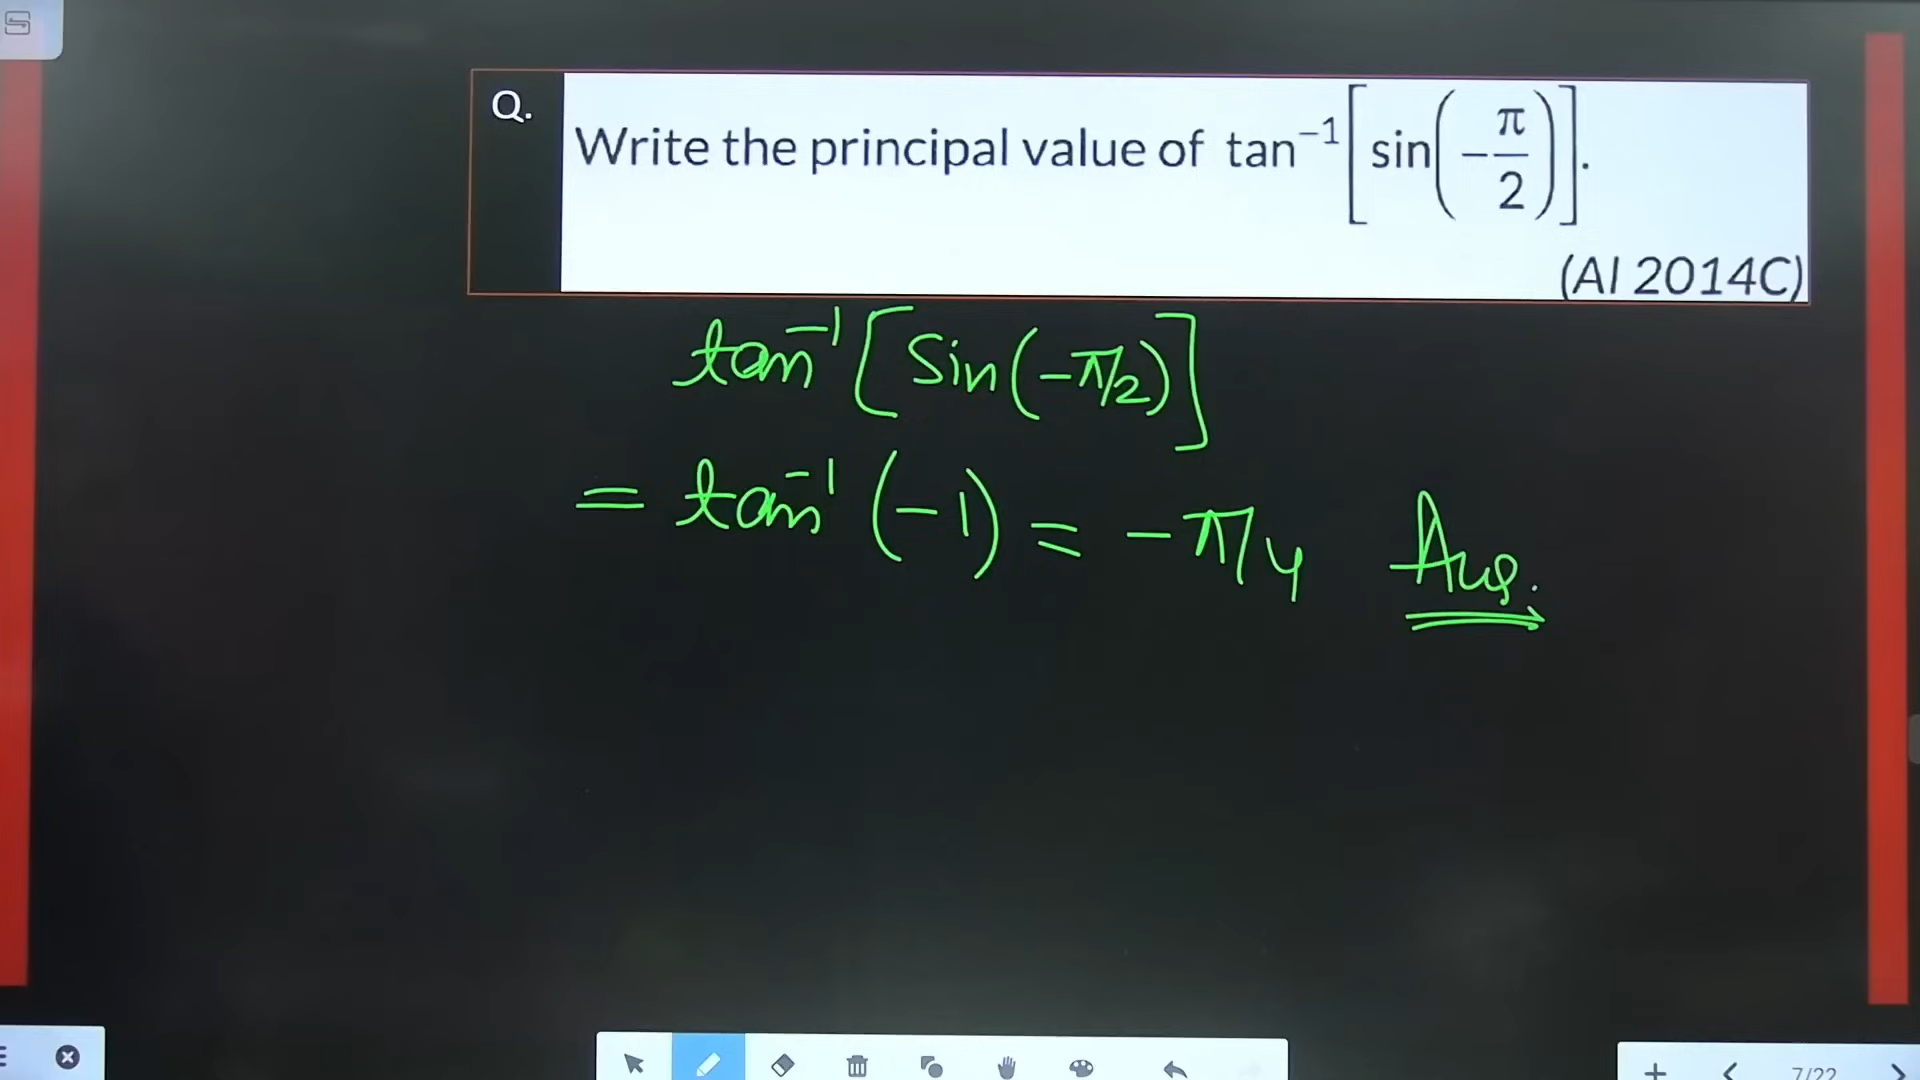 Q.
Write the principal value of tan⁻¹[sin(-π/2)].
(AI 2014C)
tan⁻¹[Sin(-π/2)]
= tan⁻¹(-1) = -π/4 Ans.
7/22